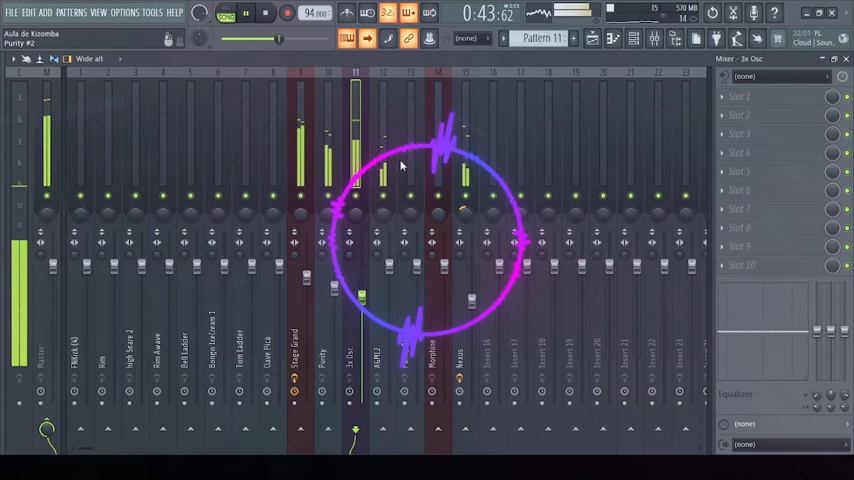 FILE EDIT ADD PATTERNS VIEW OPTIONS TOOLS HELP
Aula de Kizomba
Purity #2
SONG
94.000
3.2
0:43:62
M:S:CS
15
570 MB
14
(none)
Pattern 11
22/01 FL
Cloud | Soun...
Wide alt
Mixer - 3x Osc
C M 1 2 3 4 5 6 7 8 9 10 11 12 13 14 15 16 17 18 19 20 21 22 23
Master
FNKick (4)
Rim
high Snare 2
Rim Awave
Bell Ladder
Bongo IceCream 1
Tom Ladder
Clave Pica
Stage Grand
Purity
3x Osc
AGML2
Morphine
Nexus
Insert 16
Insert 17
Insert 18
Insert 19
Insert 20
Insert 21
Insert 22
Insert 23
(none)
Slot 1
Slot 2
Slot 3
Slot 4
Slot 5
Slot 6
Slot 7
Slot 8
Slot 9
Slot 10
Equalizer
(none)
(none)